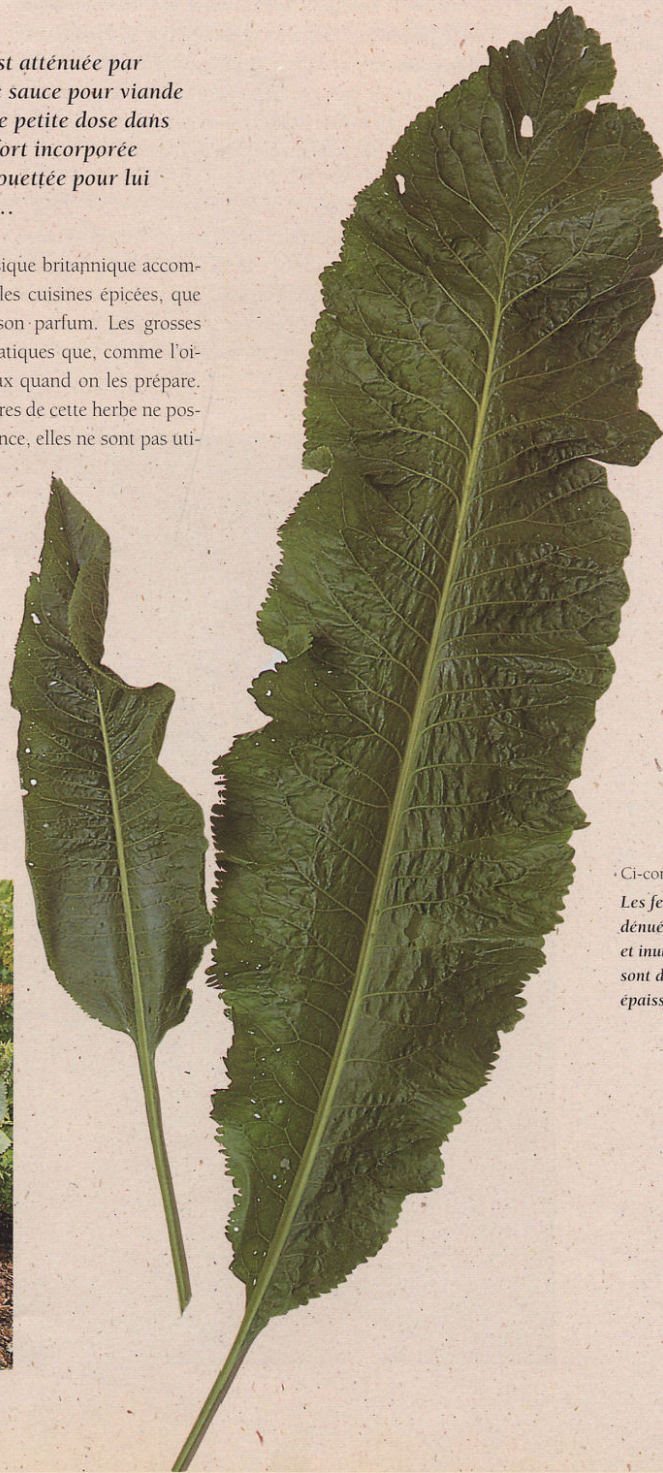 st atténuée par
e sauce pour viande
e petite dose dans
ort incorporée
ouettée pour lui
..
sique britannique accom-
les cuisines épicées, que
son parfum. Les grosses
atiques que, comme l'oi-
ux quand on les prépare.
res de cette herbe ne pos-
nce, elles ne sont pas uti-
Ci-con
Les fe
dénué
et inu
sont d
épaiss